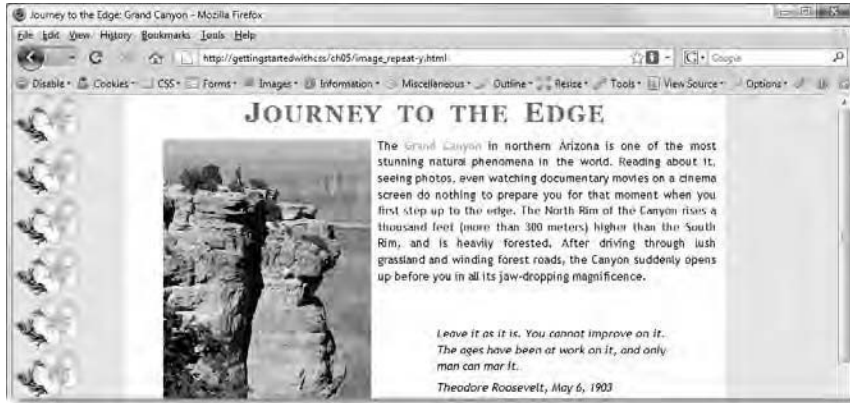 Journey to the Edge: Grand Canyon - Mozilla Firefox
File Edit View History Bookmarks Tools Help
http://gettingstartedwithcss/ch05/image_repeat-y.html
Google
Disable Cookies CSS Forms Images Information Miscellaneous Outline Resize Tools View Source Options
JOURNEY TO THE EDGE
The Grand Canyon in northern Arizona is one of the most
stunning natural phenomena in the world. Reading about it,
seeing photos, even watching documentary movies on a cinema
screen do nothing to prepare you for that moment when you
first step up to the edge. The North Rim of the Canyon rises a
thousand feet (more than 300 meters) higher than the South
Rim, and is heavily forested. After driving through lush
grassland and winding forest roads, the Canyon suddenly opens
up before you in all its jaw-dropping magnificence.
Leave it as it is. You cannot improve on it.
The ages have been at work on it, and only
man can mar it.
Theodore Roosevelt, May 6, 1903